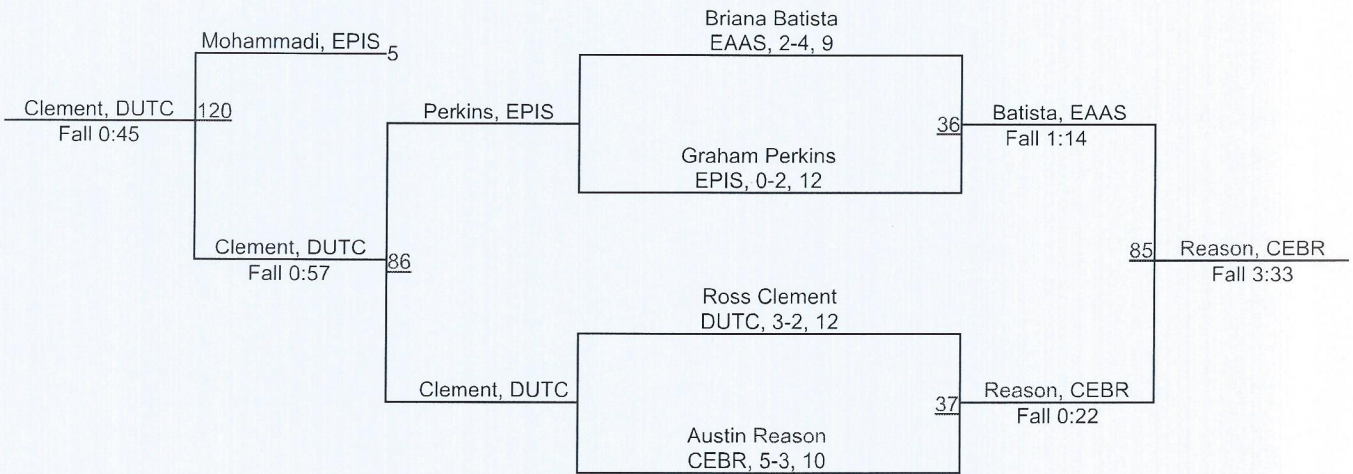 Briana Batista
EAAS, 2-4, 9
Mohammadi, EPIS
5
Clement, DUTC
120
Fall 0:45
Perkins, EPIS
36
Batista, EAAS
Fall 1:14
Graham Perkins
EPIS, 0-2, 12
Clement, DUTC
86
Fall 0:57
85
Reason, CEBR
Fall 3:33
Ross Clement
DUTC, 3-2, 12
Clement, DUTC
37
Reason, CEBR
Fall 0:22
Austin Reason
CEBR, 5-3, 10